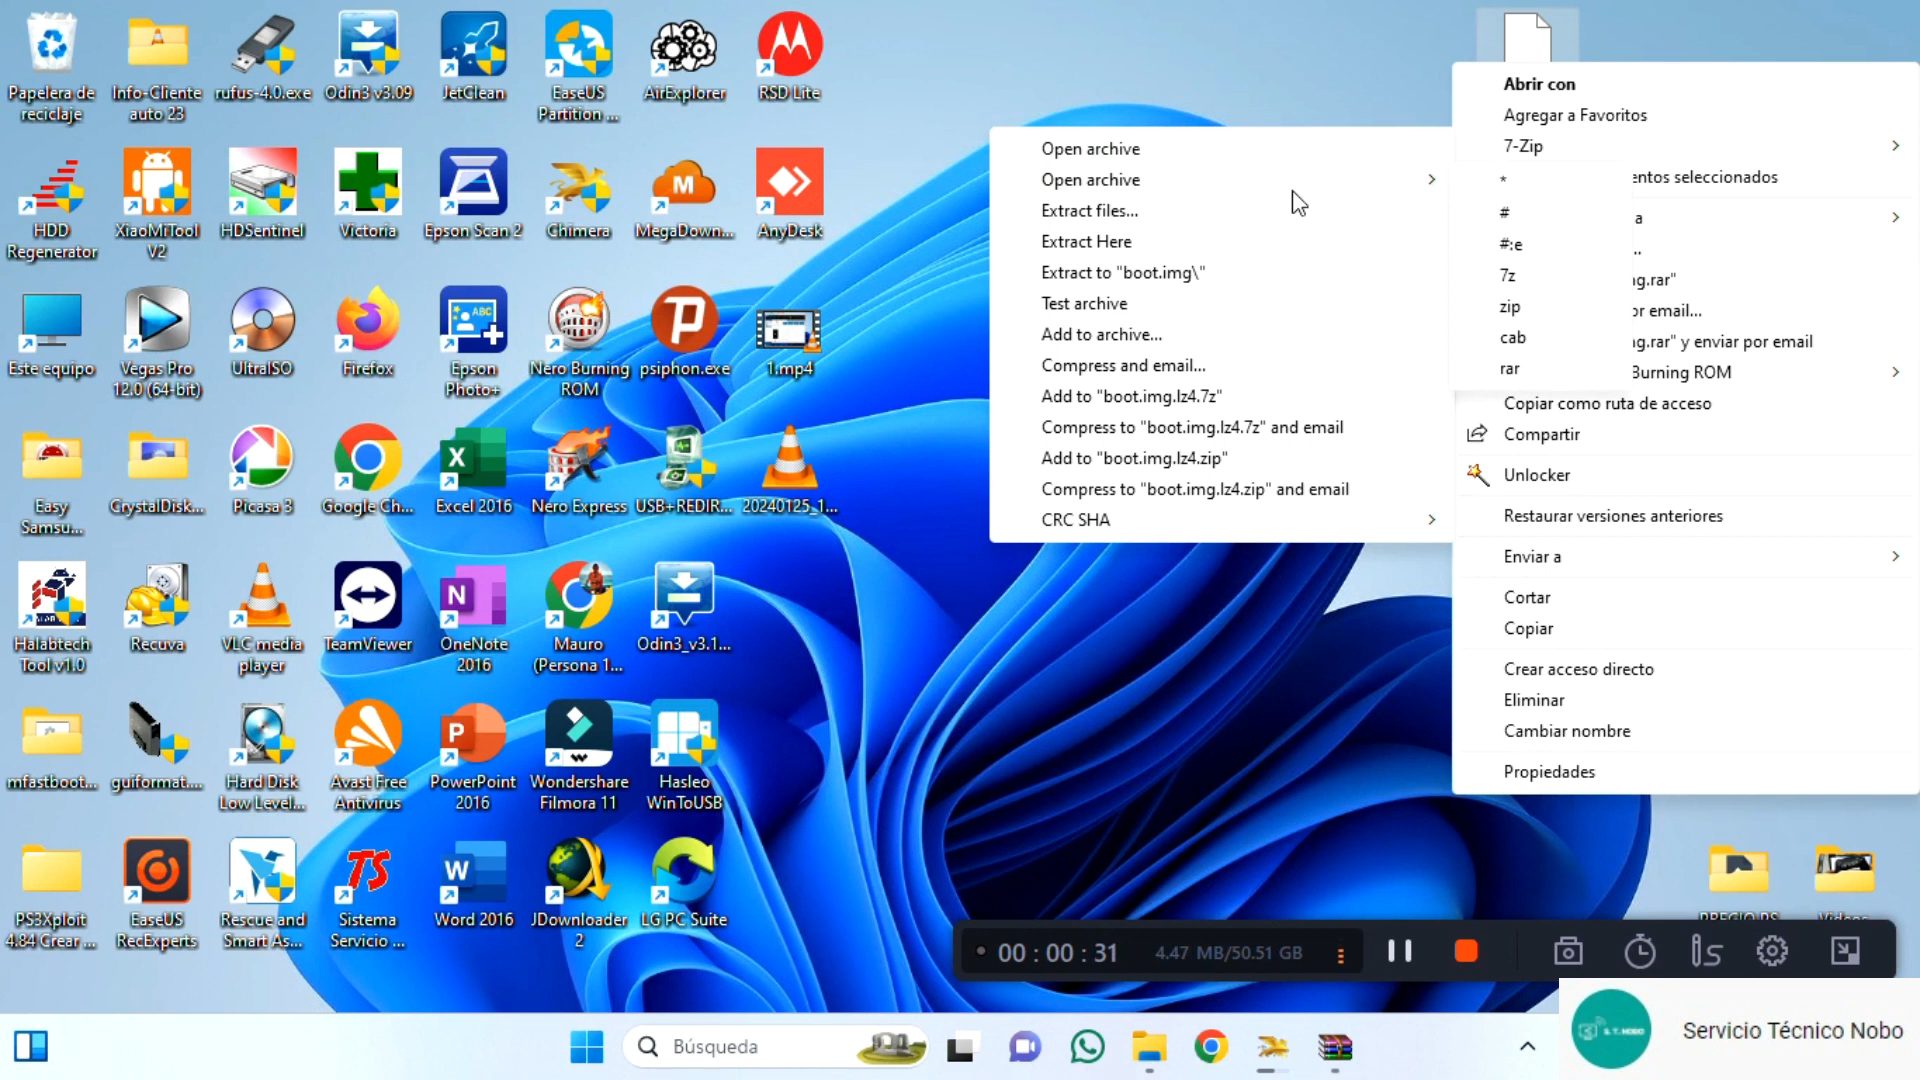 Papelera de
reciclaje
Info-Cliente
auto 23
rufus-4.0.exe
Odin3 v3.09
JetClean
EaseUS
Partition ...
AirExplorer
RSD Lite
HDD
Regenerator
XiaoMiTool
V2
HDSentinel
Victoria
Epson Scan 2
Chimera
MegaDown...
AnyDesk
Este equipo
Vegas Pro
12.0 (64-bit)
UltraISO
Firefox
Epson
Photo+
Nero Burning
ROM
psiphon.exe
1.mp4
Easy
Samsu...
CrystalDisk...
Picasa 3
Google Ch...
Excel 2016
Nero Express
USB+REDIR...
20240125_1...
Halabtech
Tool v1.0
Recuva
VLC media
player
TeamViewer
OneNote
2016
Mauro
(Persona 1...
Odin3_v3.1...
mfastboot...
guiformat....
Hard Disk
Low Level...
Avast Free
Antivirus
PowerPoint
2016
Wondershare
Filmora 11
Hasleo
WinToUSB
PS3Xploit
4.84 Crear ...
EaseUS
RecExperts
Rescue and
Smart As...
Sistema
Servicio ...
Word 2016
JDownloader
2
LG PC Suite
Open archive
Open archive
Extract files...
Extract Here
Extract to "boot.img\"
Test archive
Add to archive...
Compress and email...
Add to "boot.img.lz4.7z"
Compress to "boot.img.lz4.7z" and email
Add to "boot.img.lz4.zip"
Compress to "boot.img.lz4.zip" and email
CRC SHA
*
#
#:e
7z
zip
cab
rar
Abrir con
Agregar a Favoritos
7-Zip
entos seleccionados
a
..
ng.rar"
or email...
ng.rar" y enviar por email
Burning ROM
Copiar como ruta de acceso
Compartir
Unlocker
Restaurar versiones anteriores
Enviar a
Cortar
Copiar
Crear acceso directo
Eliminar
Cambiar nombre
Propiedades
00 : 00 : 31
4.47 MB/50.51 GB
Búsqueda
S. T. NOBO
Servicio Técnico Nobo